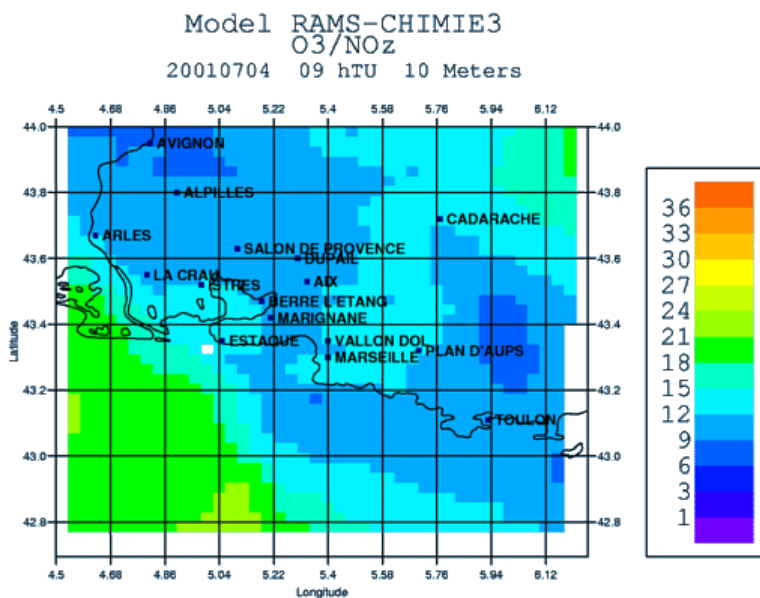 Model RAMS-CHIMIE3
O3/NOz
20010704 09 hTU 10 Meters
4.5 4.68 4.86 5.04 5.22 5.4 5.58 5.76 5.94 6.12
44.0 44.0
AVIGNON
43.8 ALPILLES 43.8
CADARACHE
ARLES
SALON DE PROVENCE
43.6 DUPAIL 43.6
LA CRAU
ISTRES AIX
BERRE L'ETANG
MARIGNANE
43.4 43.4
ESTAQUE VALLON DOL
MARSEILLE PLAN D'AUPS
43.2 43.2
TOULON
43.0 43.0
42.8 42.8
4.5 4.68 4.86 5.04 5.22 5.4 5.58 5.76 5.94 6.12
Latitude
Longitude
36
33
30
27
24
21
18
15
12
9
6
3
1